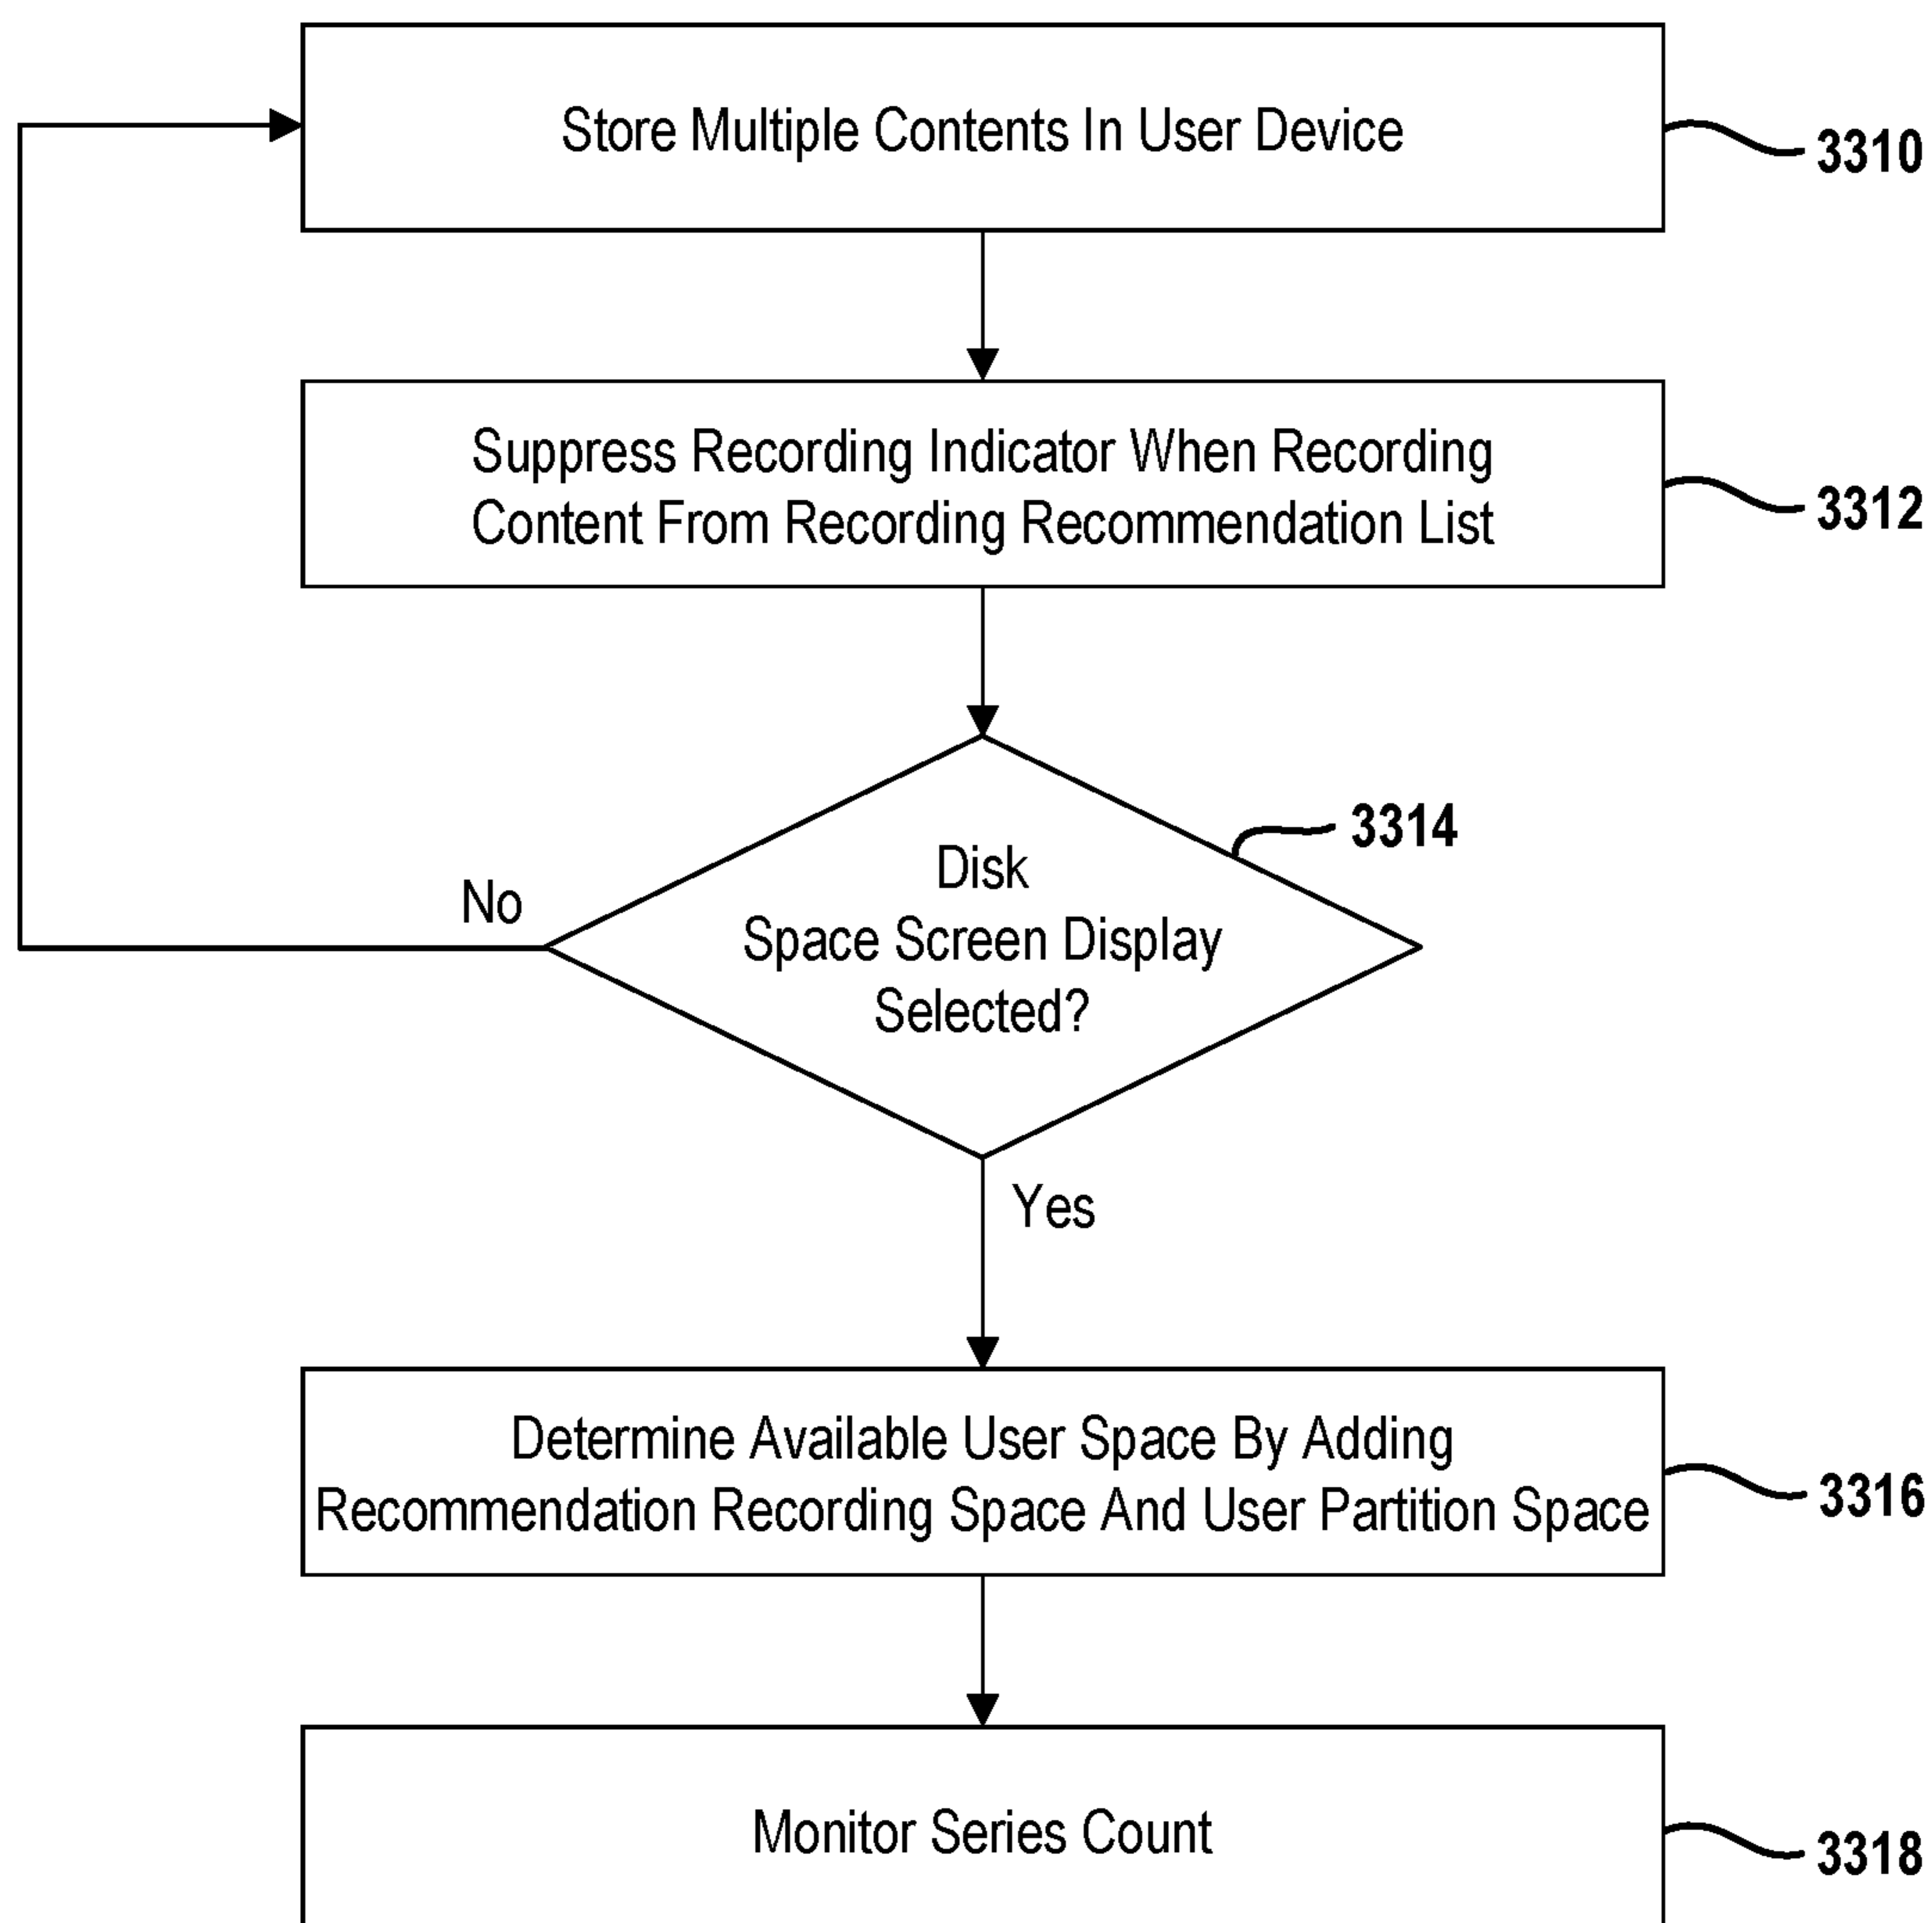 Store Multiple Contents In User Device
3310
Suppress Recording Indicator When Recording
Content From Recording Recommendation List
3312
3314
Disk
Space Screen Display
Selected?
No
Yes
Determine Available User Space By Adding
Recommendation Recording Space And User Partition Space
3316
Monitor Series Count
3318